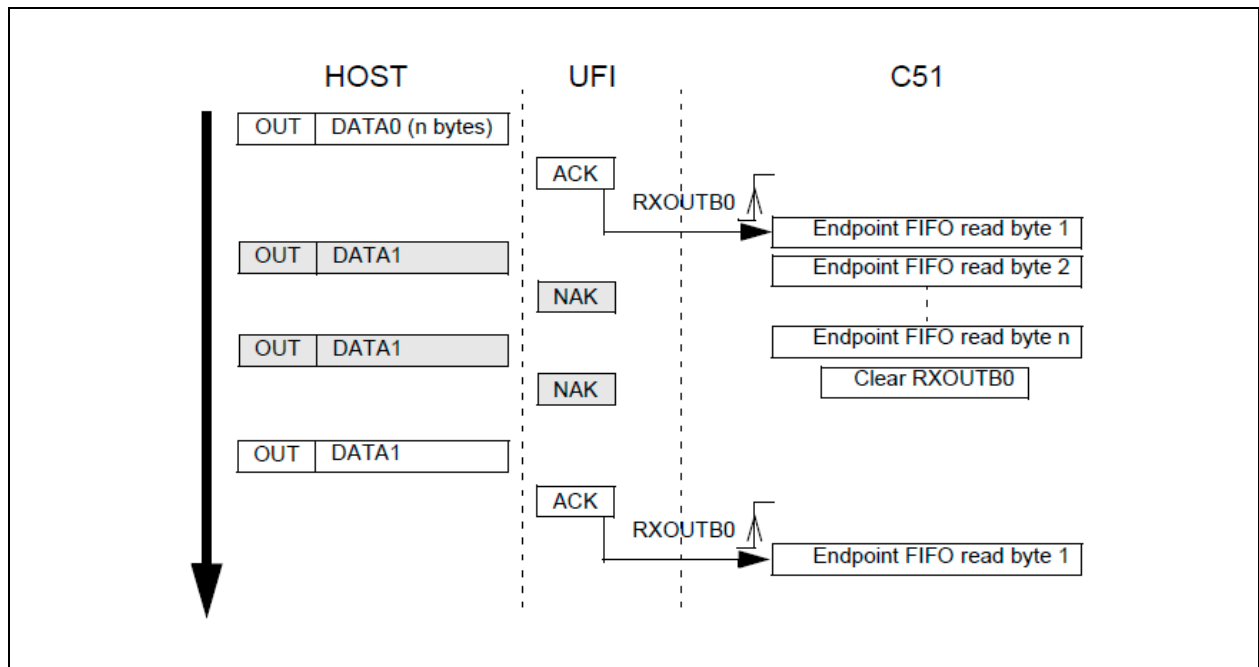 HOST UFI C51
OUT DATA0 (n bytes)
ACK
RXOUTB0
Endpoint FIFO read byte 1
OUT DATA1
Endpoint FIFO read byte 2
NAK
Endpoint FIFO read byte n
OUT DATA1
Clear RXOUTB0
NAK
OUT DATA1
ACK
RXOUTB0
Endpoint FIFO read byte 1